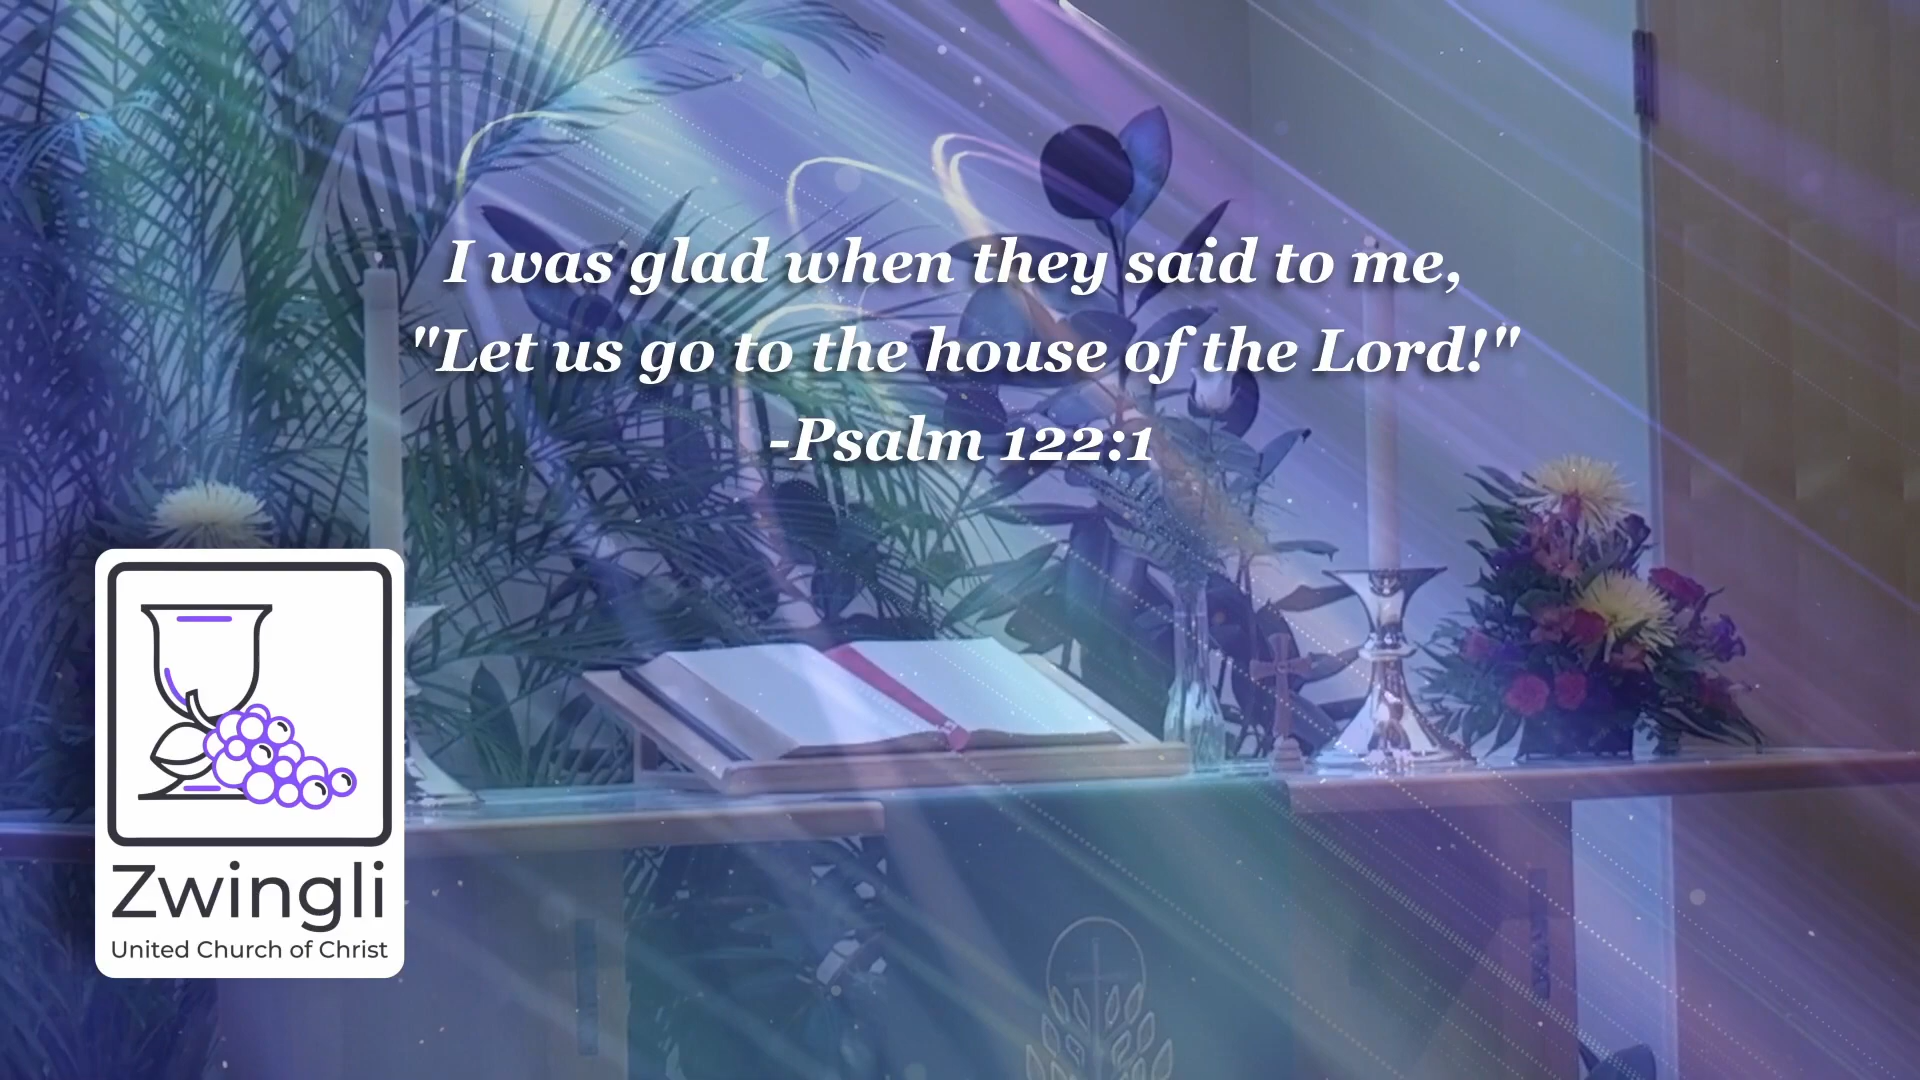 I was glad when they said to me,
"Let us go to the house of the Lord!"
-Psalm 122:1
Zwingli
United Church of Christ